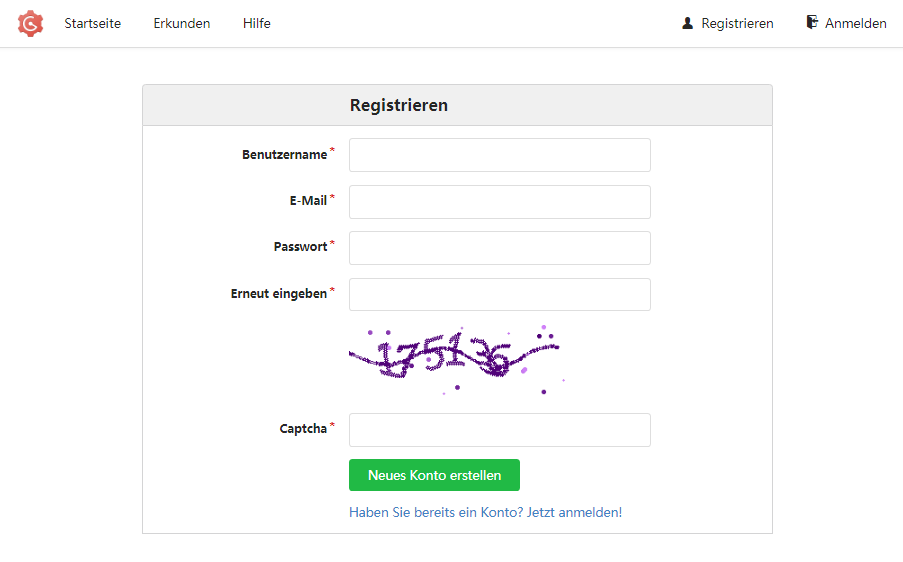 Startseite Erkunden Hilfe Registrieren Anmelden
Registrieren
Benutzername *
E-Mail *
Passwort *
Erneut eingeben *
Captcha *
Neues Konto erstellen
Haben Sie bereits ein Konto? Jetzt anmelden!